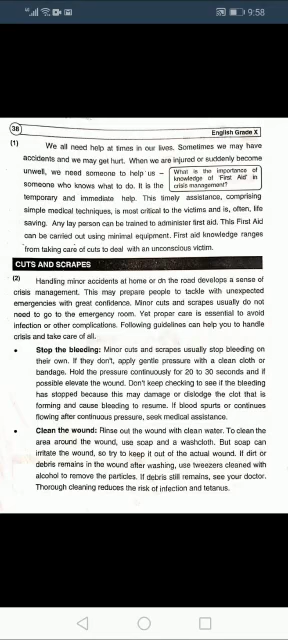 9:58
38
English Grade X
(1) We all need help at times in our lives. Sometimes we may have
accidents and we may get hurt. When we are injured or suddenly become
unwell, we need someone to help us –
someone who knows what to do. It is the
What is the importance of
knowledge of 'First Aid' in
crisis management?
temporary and immediate help. This timely assistance, comprising
simple medical techniques, is most critical to the victims and is, often, life
saving. Any lay person can be trained to administer first aid. This First Aid
can be carried out using minimal equipment. First aid knowledge ranges
from taking care of cuts to deal with an unconscious victim.
CUTS AND SCRAPES
(2) Handling minor accidents at home or on the road develops a sense of
crisis management. This may prepare people to tackle with unexpected
emergencies with great confidence. Minor cuts and scrapes usually do not
need to go to the emergency room. Yet proper care is essential to avoid
infection or other complications. Following guidelines can help you to handle
crisis and take care of all.
• Stop the bleeding: Minor cuts and scrapes usually stop bleeding on
their own. If they don't, apply gentle pressure with a clean cloth or
bandage. Hold the pressure continuously for 20 to 30 seconds and if
possible elevate the wound. Don't keep checking to see if the bleeding
has stopped because this may damage or dislodge the clot that is
forming and cause bleeding to resume. If blood spurts or continues
flowing after continuous pressure, seek medical assistance.
• Clean the wound: Rinse out the wound with clean water. To clean the
area around the wound, use soap and a washcloth. But soap can
irritate the wound, so try to keep it out of the actual wound. If dirt or
debris remains in the wound after washing, use tweezers cleaned with
alcohol to remove the particles. If debris still remains, see your doctor.
Thorough cleaning reduces the risk of infection and tetanus.